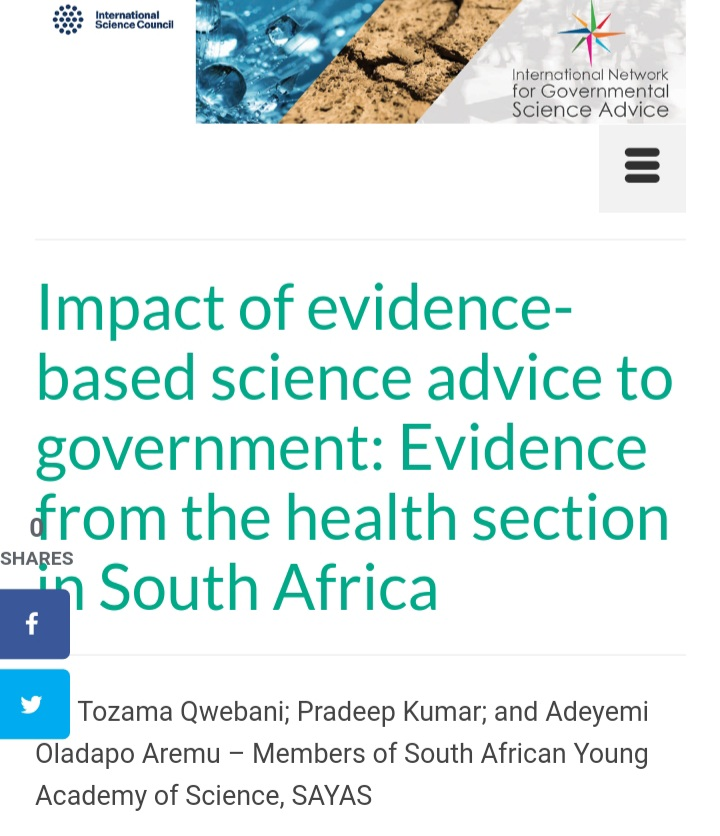 International
Science Council
International Network
for Governmental
Science Advice
Impact of evidence-
based science advice to
government: Evidence
from the health section
in South Africa
0
SHARES
f
Tozama Qwebani; Pradeep Kumar; and Adeyemi
Oladapo Aremu – Members of South African Young
Academy of Science, SAYAS